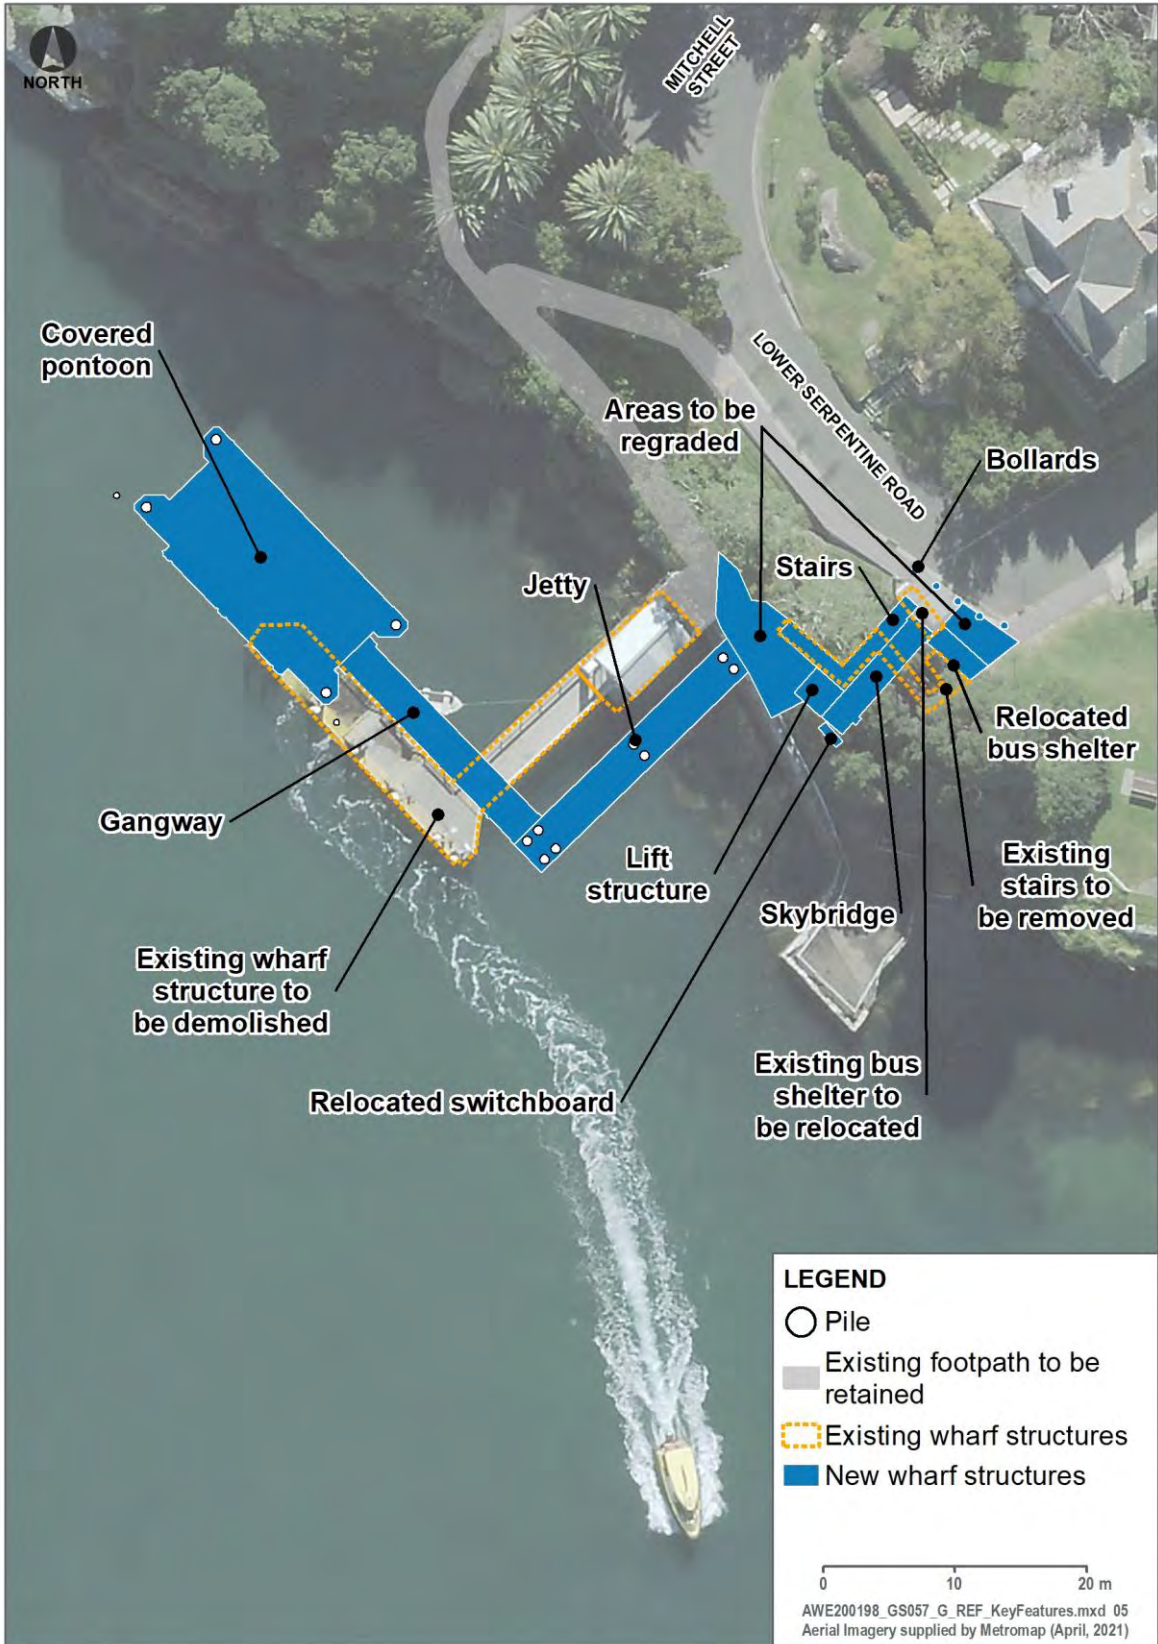 MITCHELL
STREET
NORTH
Covered
pontoon
LOWER SERPENTINE ROAD
Areas to be
regraded
Bollards
Stairs
Jetty
Relocated
bus shelter
Gangway
Lift
structure
Existing
stairs to
be removed
Skybridge
Existing wharf
structure to
be demolished
Existing bus
shelter to
be relocated
Relocated switchboard
LEGEND
Pile
Existing footpath to be
retained
Existing wharf structures
New wharf structures
0 10 20 m
AWE200198_GS057_G_REF_KeyFeatures.mxd 05
Aerial Imagery supplied by Metromap (April, 2021)